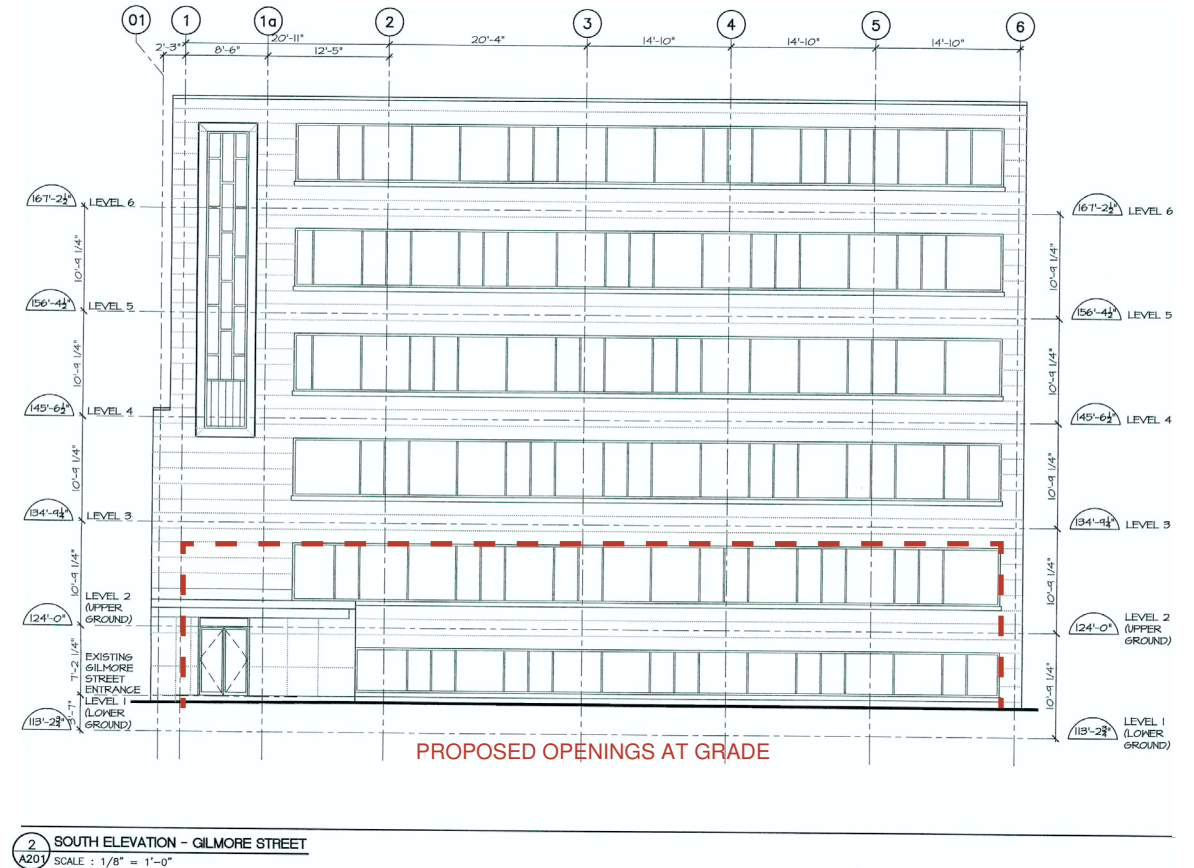 01 1 1a 2 3 4 5 6
2'-3" 20'-11" 20'-4" 14'-10" 14'-10" 14'-10"
8'-6" 12'-5"
167'-2½" LEVEL 6
167'-2½" LEVEL 6
10'-9 1/4"
10'-9 1/4"
156'-4½" LEVEL 5
156'-4½" LEVEL 5
10'-9 1/4"
10'-9 1/4"
145'-6½" LEVEL 4
145'-6½" LEVEL 4
10'-9 1/4"
10'-9 1/4"
134'-9¼" LEVEL 3
134'-9¼" LEVEL 3
10'-9 1/4"
10'-9 1/4"
124'-0"
LEVEL 2
(UPPER
GROUND)
124'-0"
LEVEL 2
(UPPER
GROUND)
7'-2 1/4"
10'-9 1/4"
EXISTING
GILMORE
STREET
ENTRANCE
3'-7"
113'-2¾"
LEVEL 1
(LOWER
GROUND)
113'-2¾"
LEVEL 1
(LOWER
GROUND)
PROPOSED OPENINGS AT GRADE
2
A201
SOUTH ELEVATION - GILMORE STREET
SCALE : 1/8" = 1'-0"